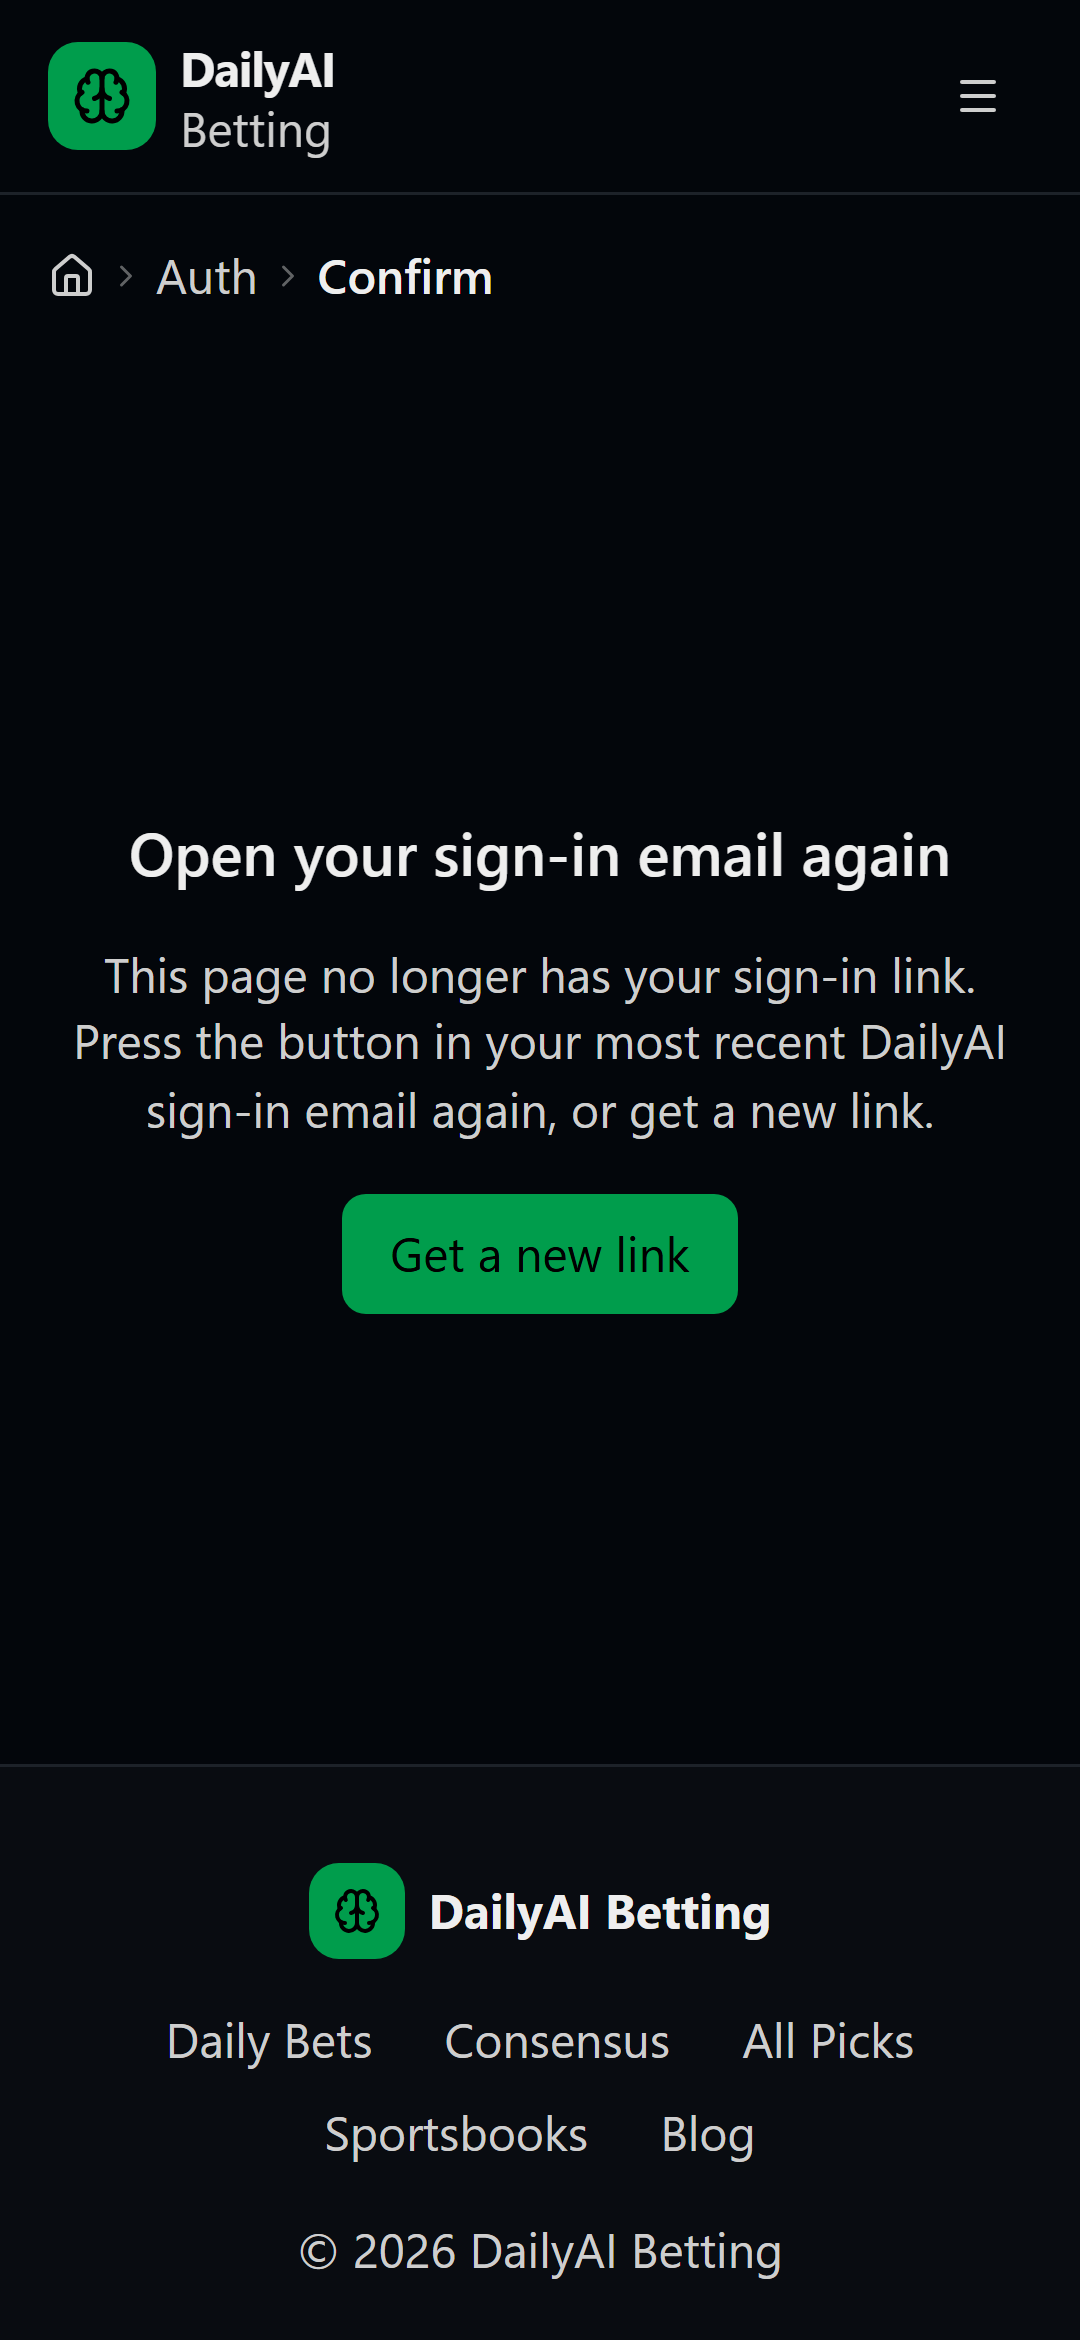 DailyAI
Betting
Auth > Confirm
Open your sign-in email again
This page no longer has your sign-in link.
Press the button in your most recent DailyAI
sign-in email again, or get a new link.
Get a new link
DailyAI Betting
Daily Bets Consensus All Picks
Sportsbooks Blog
© 2026 DailyAI Betting